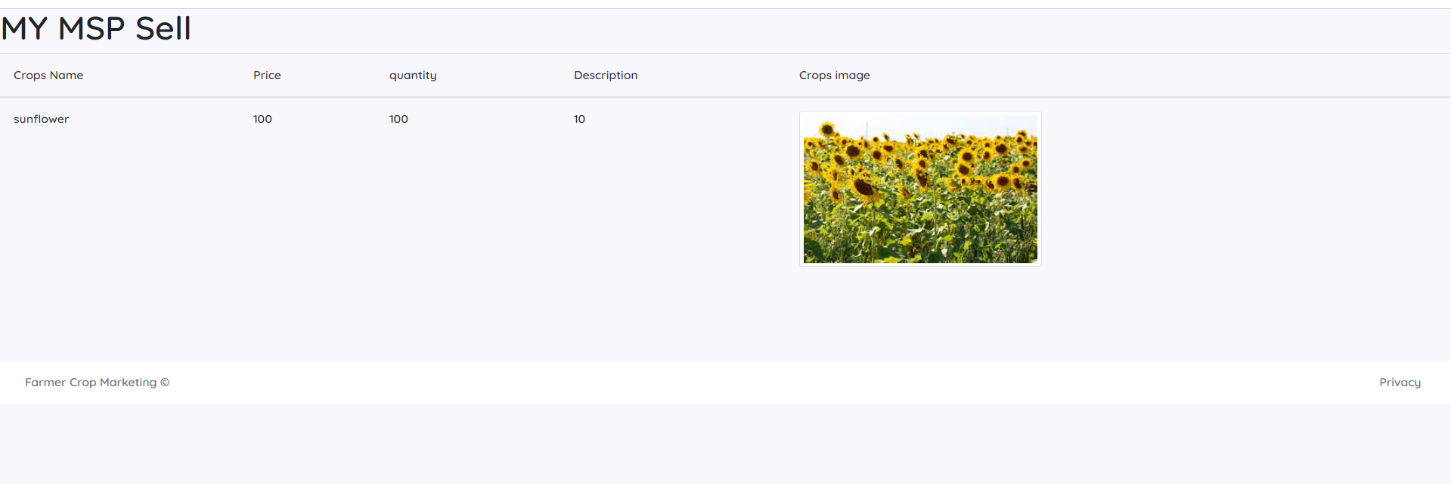 MY MSP Sell
Crops Name Price quantity Description Crops image
sunflower 100 100 10
Farmer Crop Marketing © Privacy